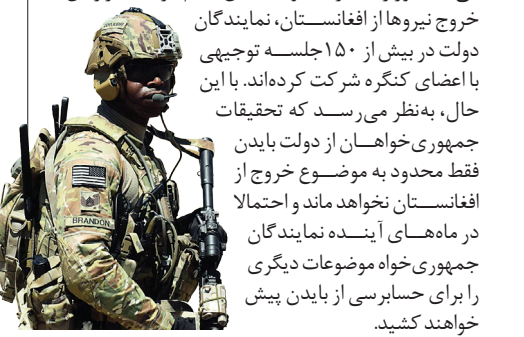 خروج نیروها از افغانستان، نمایندگان
دولت در بیش از ۱۵۰ جلسه توجیهی
با اعضای کنگره شرکت کرده‌اند. با این
حال، به‌نظر می‌رسد که تحقیقات
جمهوری‌خواهان از دولت بایدن
فقط محدود به موضوع خروج از
افغانستان نخواهد ماند و احتمالا
در ماه‌های آینده نمایندگان
جمهوری‌خواه موضوعات دیگری
را برای حسابرسی از بایدن پیش
خواهند کشید.
BRANDON